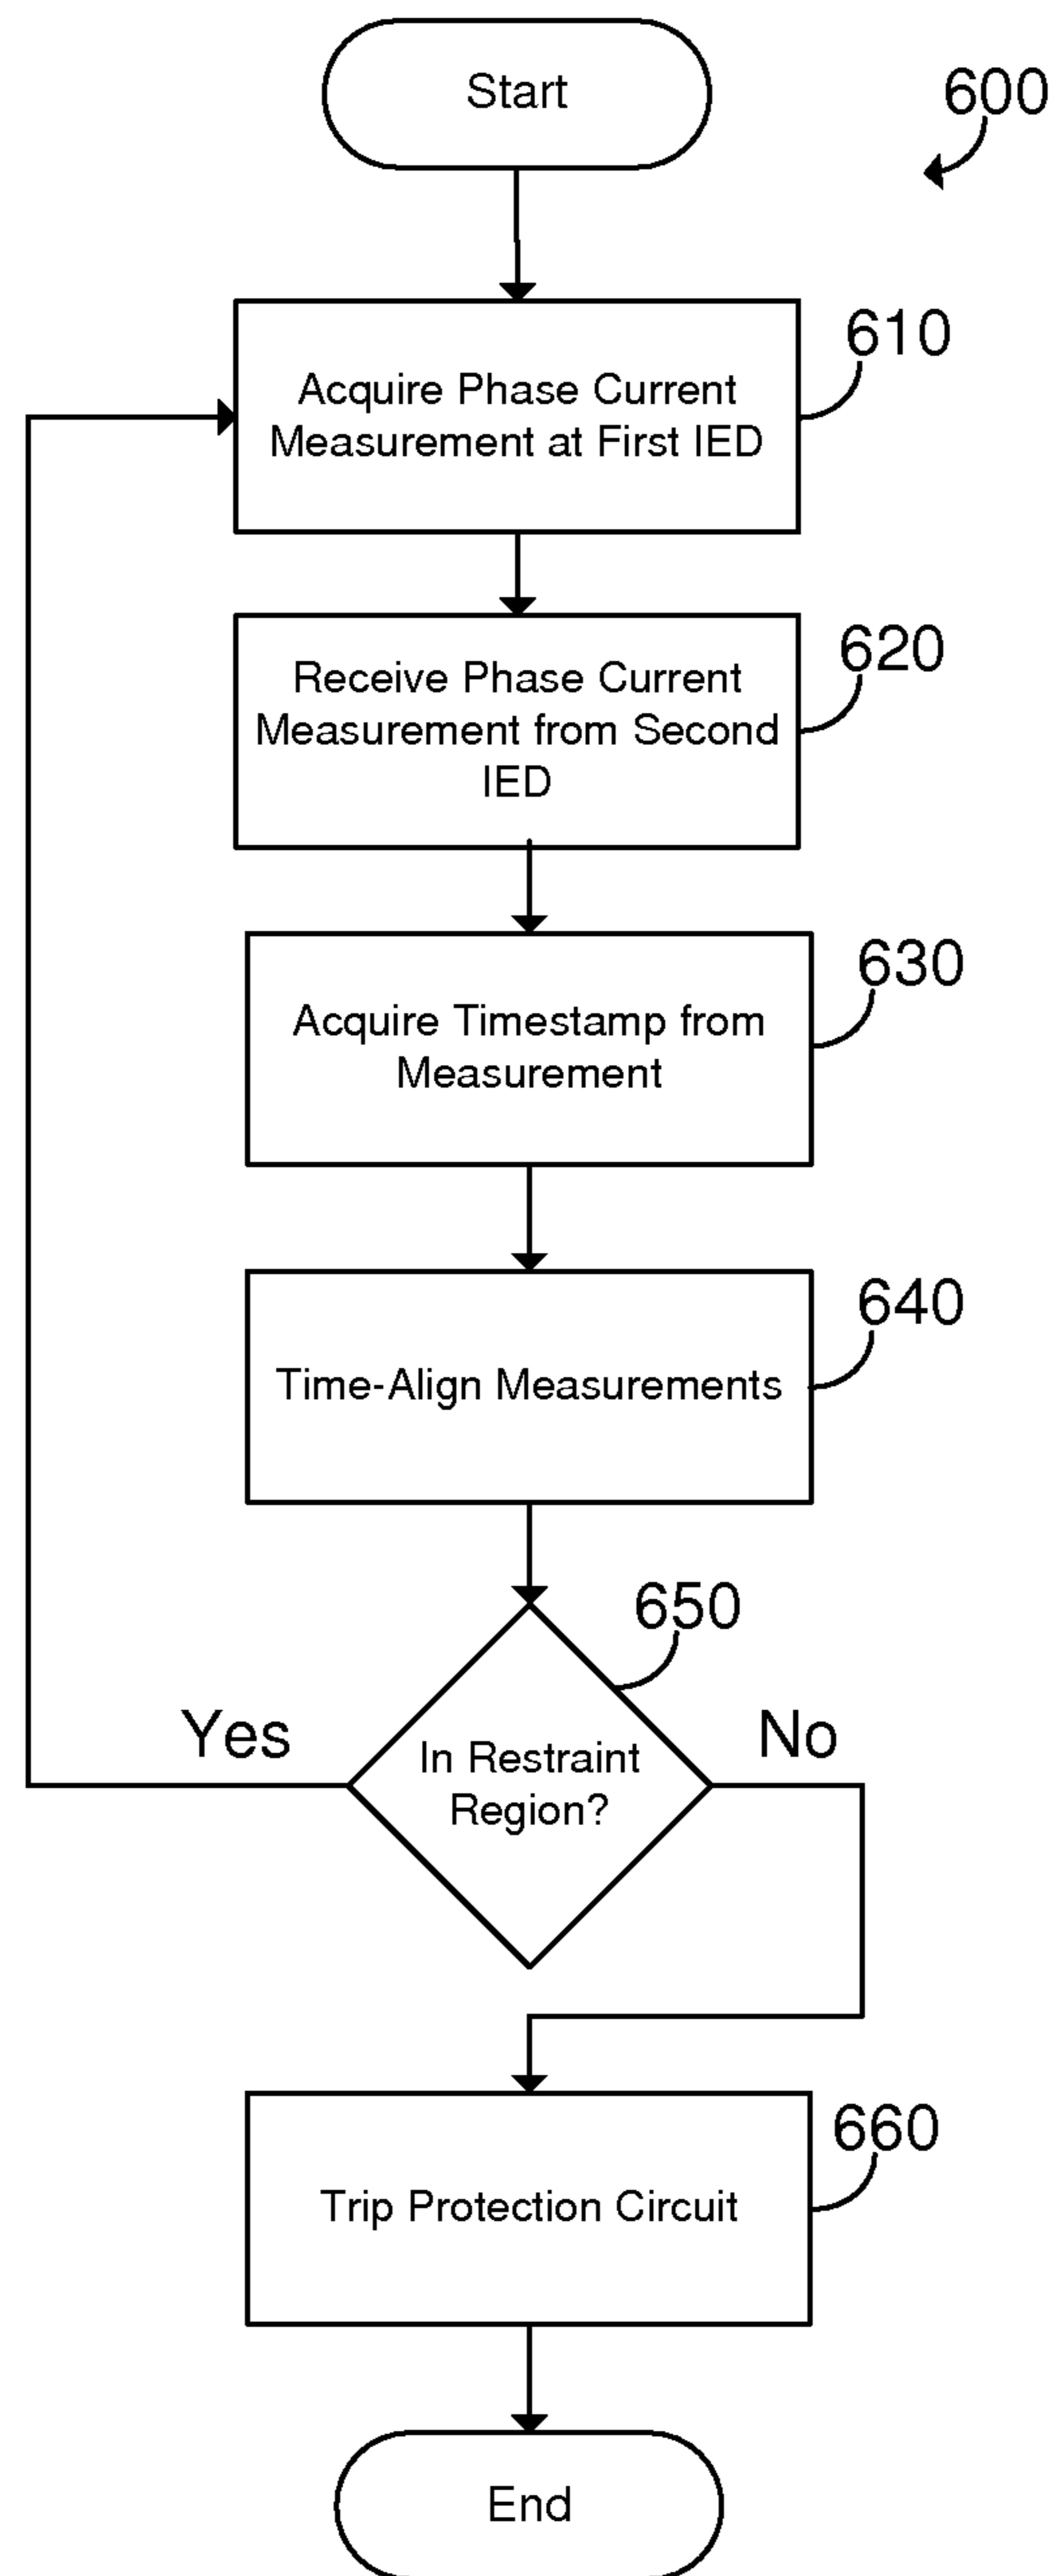 Start
600
Acquire Phase Current
Measurement at First IED
610
Receive Phase Current
Measurement from Second
IED
620
Acquire Timestamp from
Measurement
630
Time-Align Measurements
640
650
Yes
No
In Restraint
Region?
Trip Protection Circuit
660
End